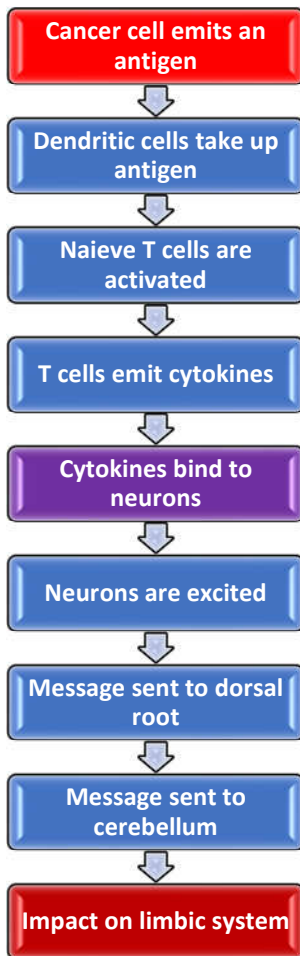 Cancer cell emits an
antigen
Dendritic cells take up
antigen
Naieve T cells are
activated
T cells emit cytokines
Cytokines bind to
neurons
Neurons are excited
Message sent to dorsal
root
Message sent to
cerebellum
Impact on limbic system